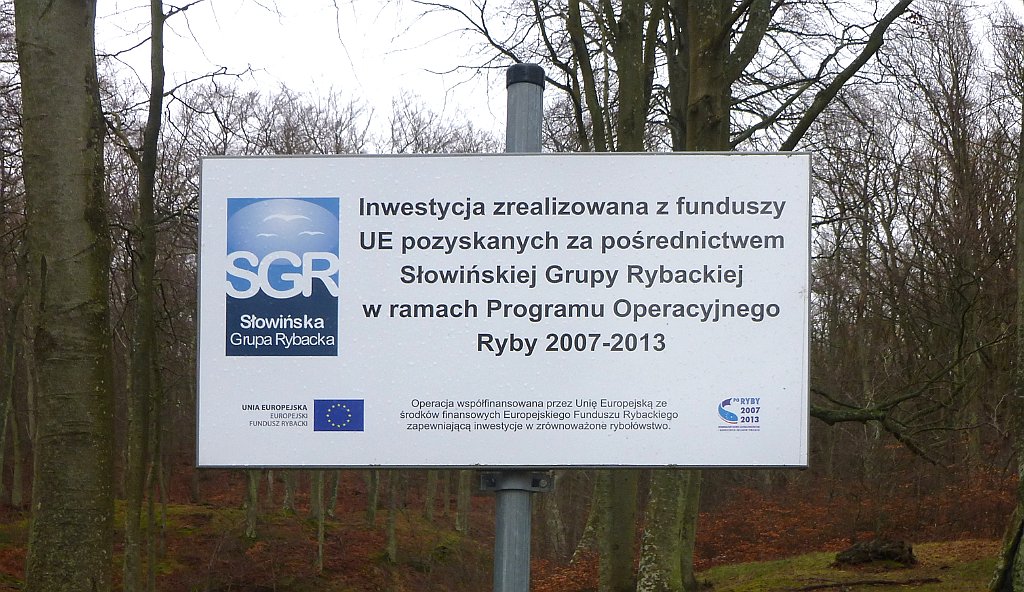 Inwestycja zrealizowana z funduszy
UE pozyskanych za pośrednictwem
Słowińskiej Grupy Rybackiej
w ramach Programu Operacyjnego
Ryby 2007-2013
SGR
Słowińska
Grupa Rybacka
UNIA EUROPEJSKA
EUROPEJSKI
FUNDUSZ RYBACKI
Operacja współfinansowana przez Unię Europejską ze
środków finansowych Europejskiego Funduszu Rybackiego
zapewniającą inwestycje w zrównoważone rybołówstwo.
PO RYBY
2007
2013